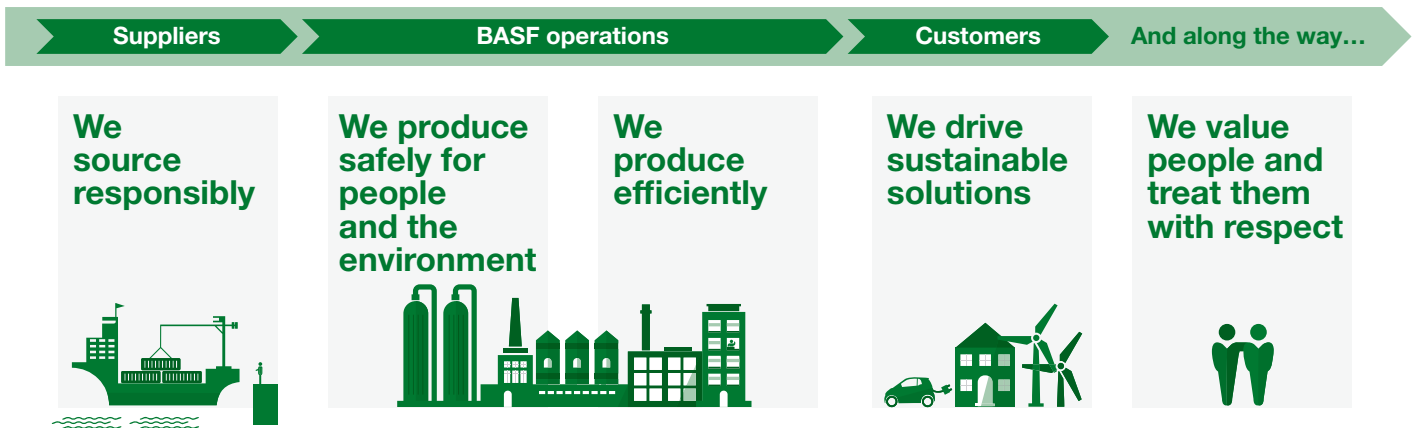 Suppliers
BASF operations
Customers
And along the way…
We
source
responsibly
We produce
safely for
people
and the
environment
We
produce
efficiently
We drive
sustainable
solutions
We value
people and
treat them
with respect